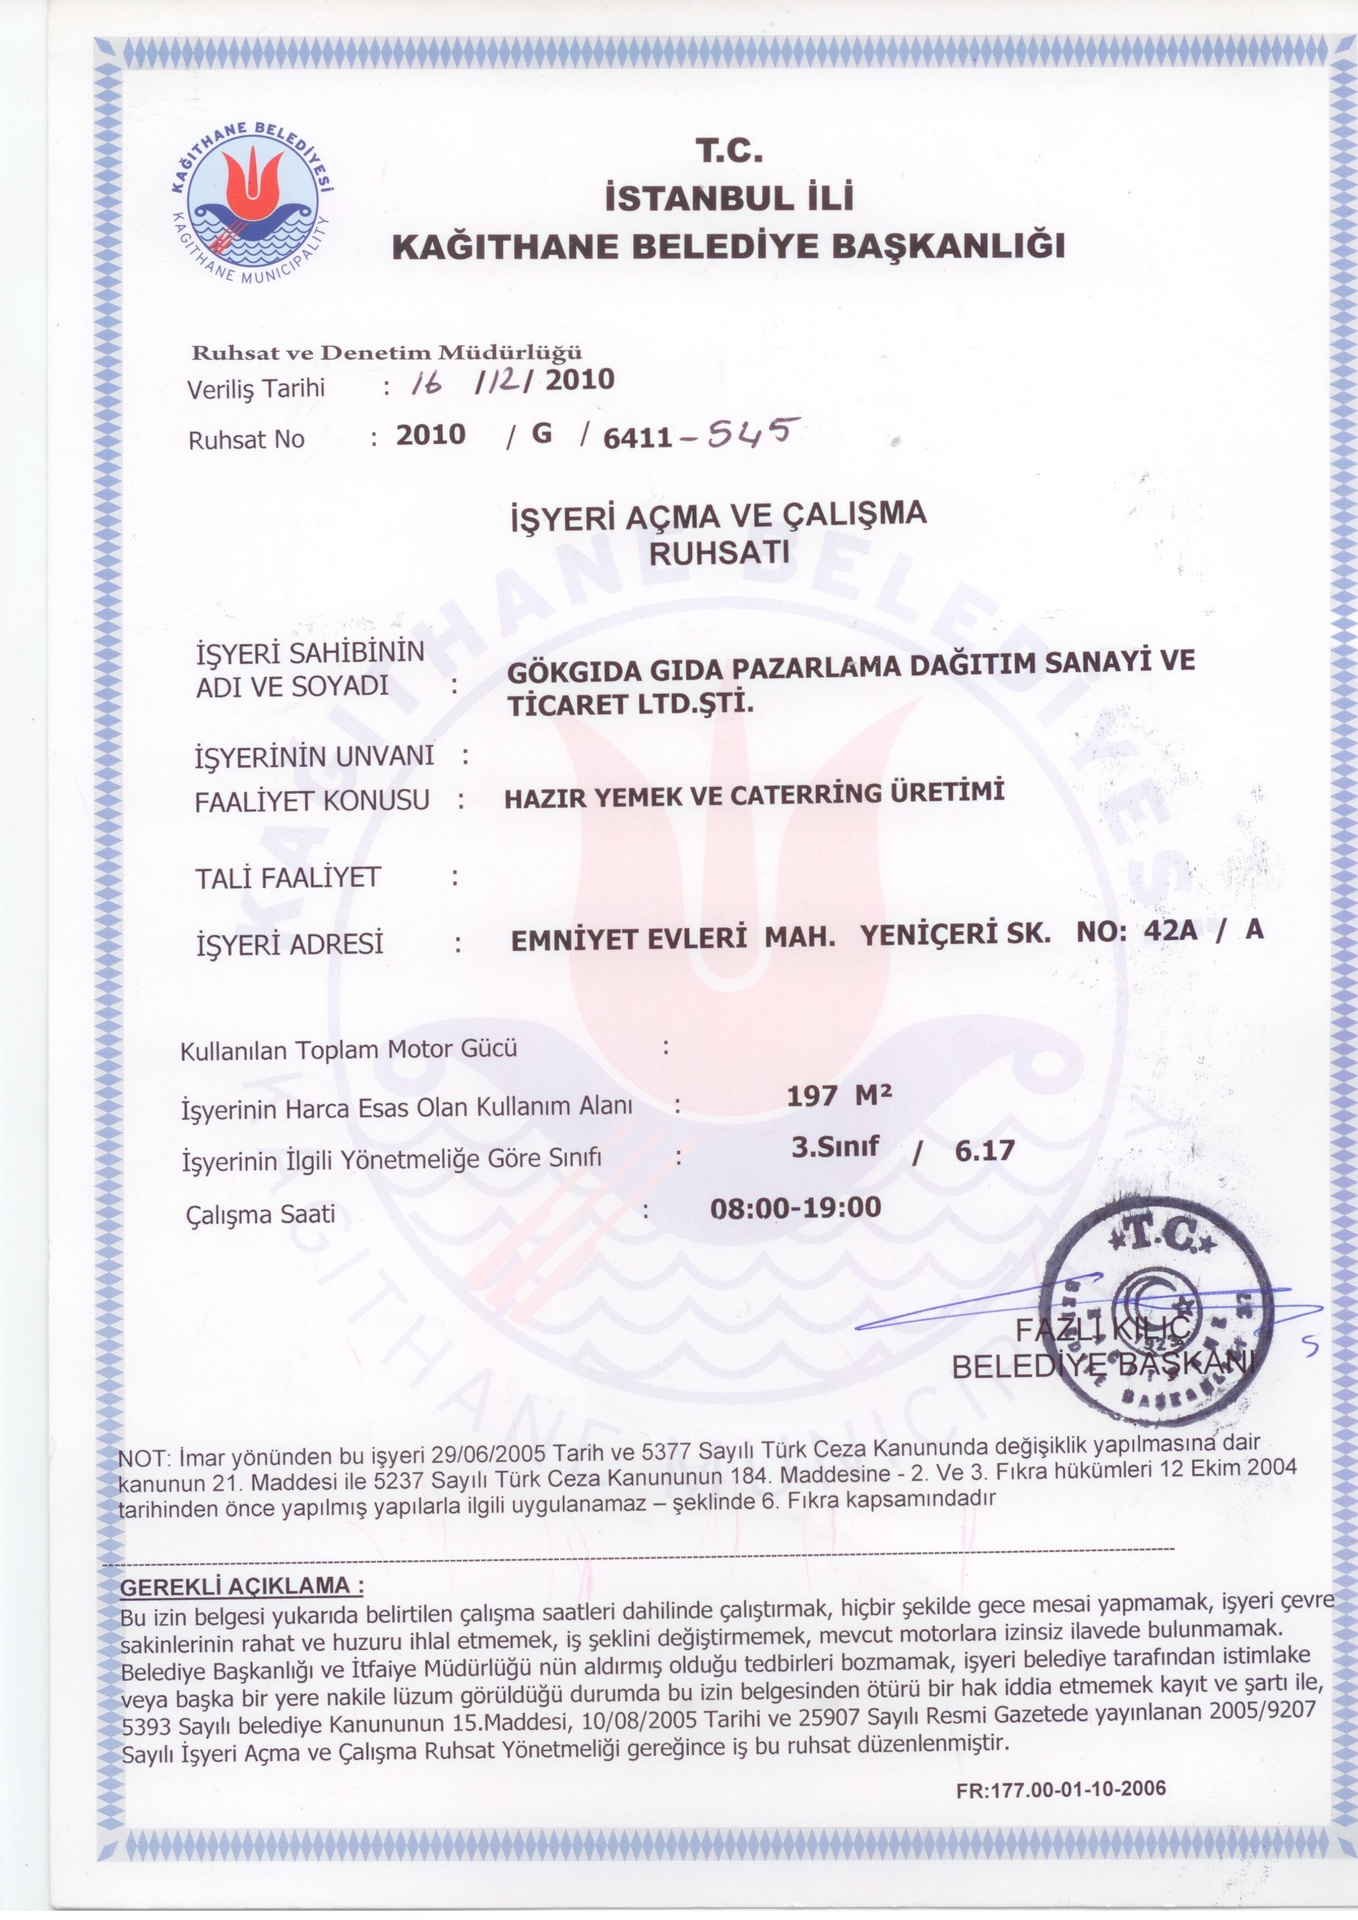 KAĞITHANE BELEDİYESİ
KAGITHANE MUNICIPALITY
T.C.
İSTANBUL İLİ
KAĞITHANE BELEDİYE BAŞKANLIĞI
Ruhsat ve Denetim Müdürlüğü
Veriliş Tarihi : 16 /12/ 2010
Ruhsat No : 2010 / G / 6411-545
İŞYERİ AÇMA VE ÇALIŞMA
RUHSATI
İŞYERİ SAHİBİNİN
ADI VE SOYADI : GÖKGIDA GIDA PAZARLAMA DAĞITIM SANAYİ VE
TİCARET LTD.ŞTİ.
İŞYERİNİN UNVANI :
FAALİYET KONUSU : HAZIR YEMEK VE CATERRİNG ÜRETİMİ
TALİ FAALİYET :
İŞYERİ ADRESİ : EMNİYET EVLERİ MAH. YENİÇERİ SK. NO: 42A / A
Kullanılan Toplam Motor Gücü :
İşyerinin Harca Esas Olan Kullanım Alanı : 197 M²
İşyerinin İlgili Yönetmeliğe Göre Sınıfı : 3.Sınıf / 6.17
Çalışma Saati : 08:00-19:00
T.C.
FAZLI KILIÇ
BELEDİYE BAŞKANI
NOT: İmar yönünden bu işyeri 29/06/2005 Tarih ve 5377 Sayılı Türk Ceza Kanununda değişiklik yapılmasına dair
kanunun 21. Maddesi ile 5237 Sayılı Türk Ceza Kanununun 184. Maddesine - 2. Ve 3. Fıkra hükümleri 12 Ekim 2004
tarihinden önce yapılmış yapılarla ilgili uygulanamaz – şeklinde 6. Fıkra kapsamındadır
GEREKLİ AÇIKLAMA :
Bu izin belgesi yukarıda belirtilen çalışma saatleri dahilinde çalıştırmak, hiçbir şekilde gece mesai yapmamak, işyeri çevre
sakinlerinin rahat ve huzuru ihlal etmemek, iş şeklini değiştirmemek, mevcut motorlara izinsiz ilavede bulunmamak.
Belediye Başkanlığı ve İtfaiye Müdürlüğü nün aldırmış olduğu tedbirleri bozmamak, işyeri belediye tarafından istimlake
veya başka bir yere nakile lüzum görüldüğü durumda bu izin belgesinden ötürü bir hak iddia etmemek kayıt ve şartı ile,
5393 Sayılı belediye Kanununun 15.Maddesi, 10/08/2005 Tarihi ve 25907 Sayılı Resmi Gazetede yayınlanan 2005/9207
Sayılı İşyeri Açma ve Çalışma Ruhsat Yönetmeliği gereğince iş bu ruhsat düzenlenmiştir.
FR:177.00-01-10-2006